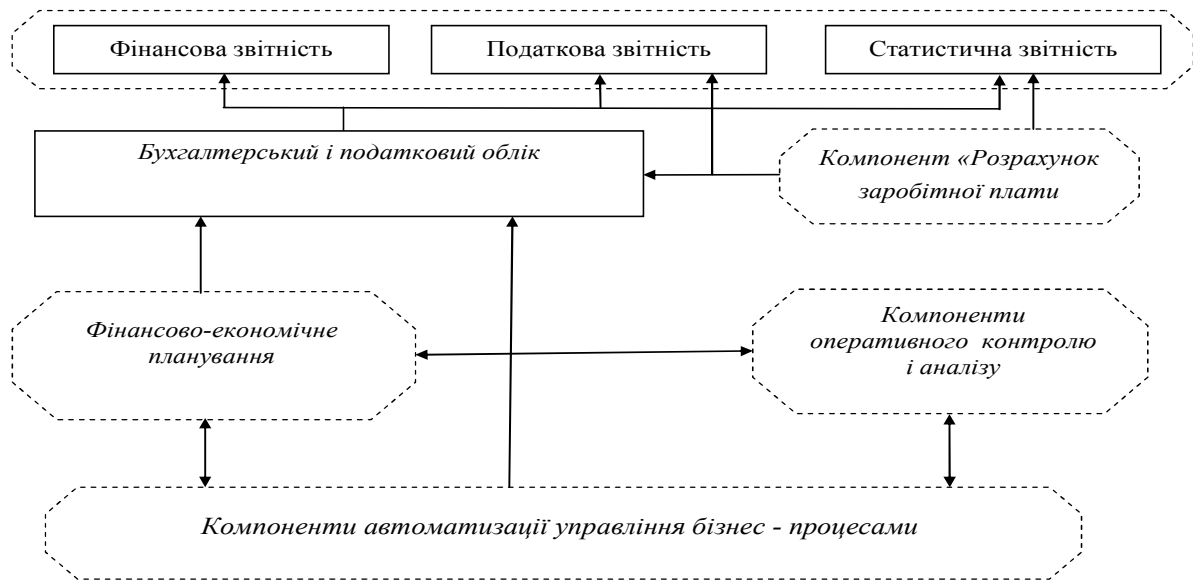 Фінансова звітність
Податкова звітність
Статистична звітність
Бухгалтерський і податковий облік
Компонент «Розрахунок
заробітної плати
Фінансово-економічне
планування
Компоненти
оперативного контролю
і аналізу
Компоненти автоматизації управління бізнес - процесами